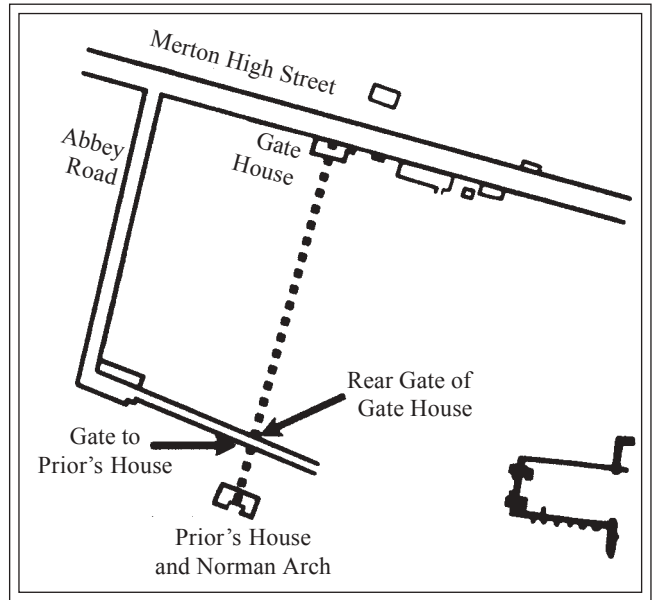 Merton High Street
Abbey
Road
Gate
House
Rear Gate of
Gate House
Gate to
Prior's House
Prior's House
and Norman Arch